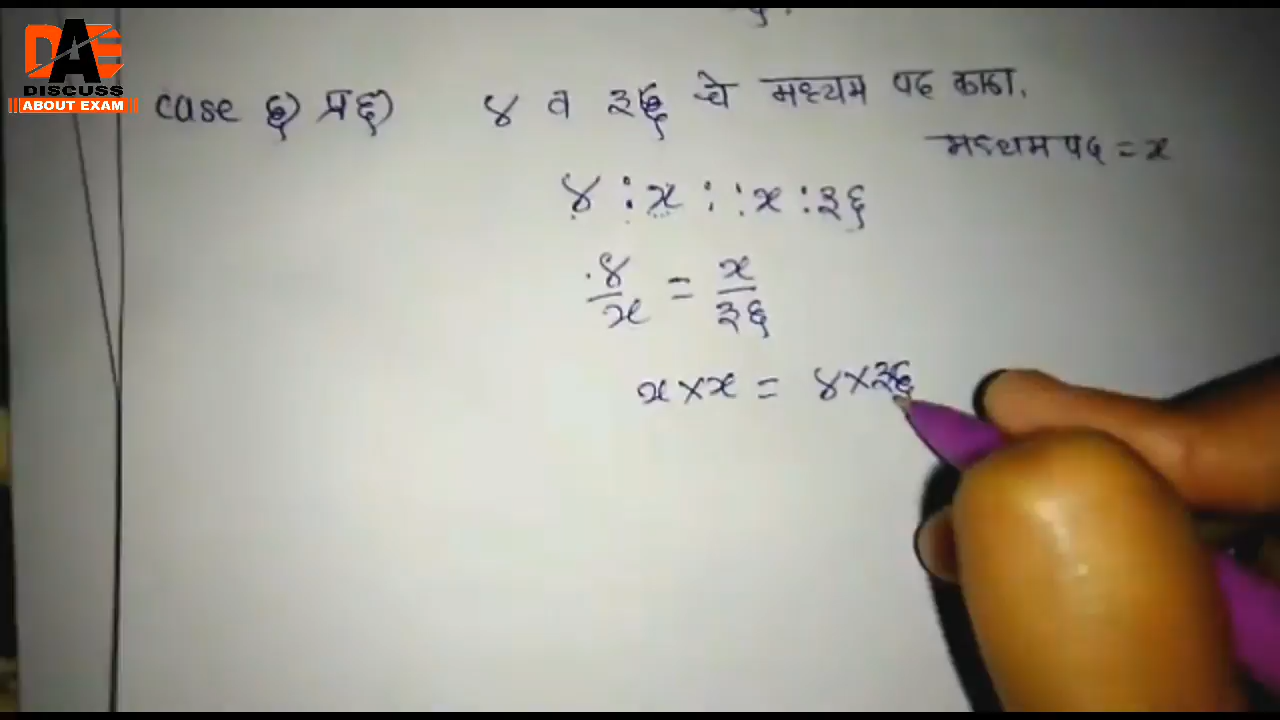 DAE
DISCUSS
ABOUT EXAM
case ६) प्र६) ४ व ३६ चे मध्यम पद काढा.
मध्यम पद = x
४ : x : : x : ३६
४/x = x/३६
x × x = ४ × ३६